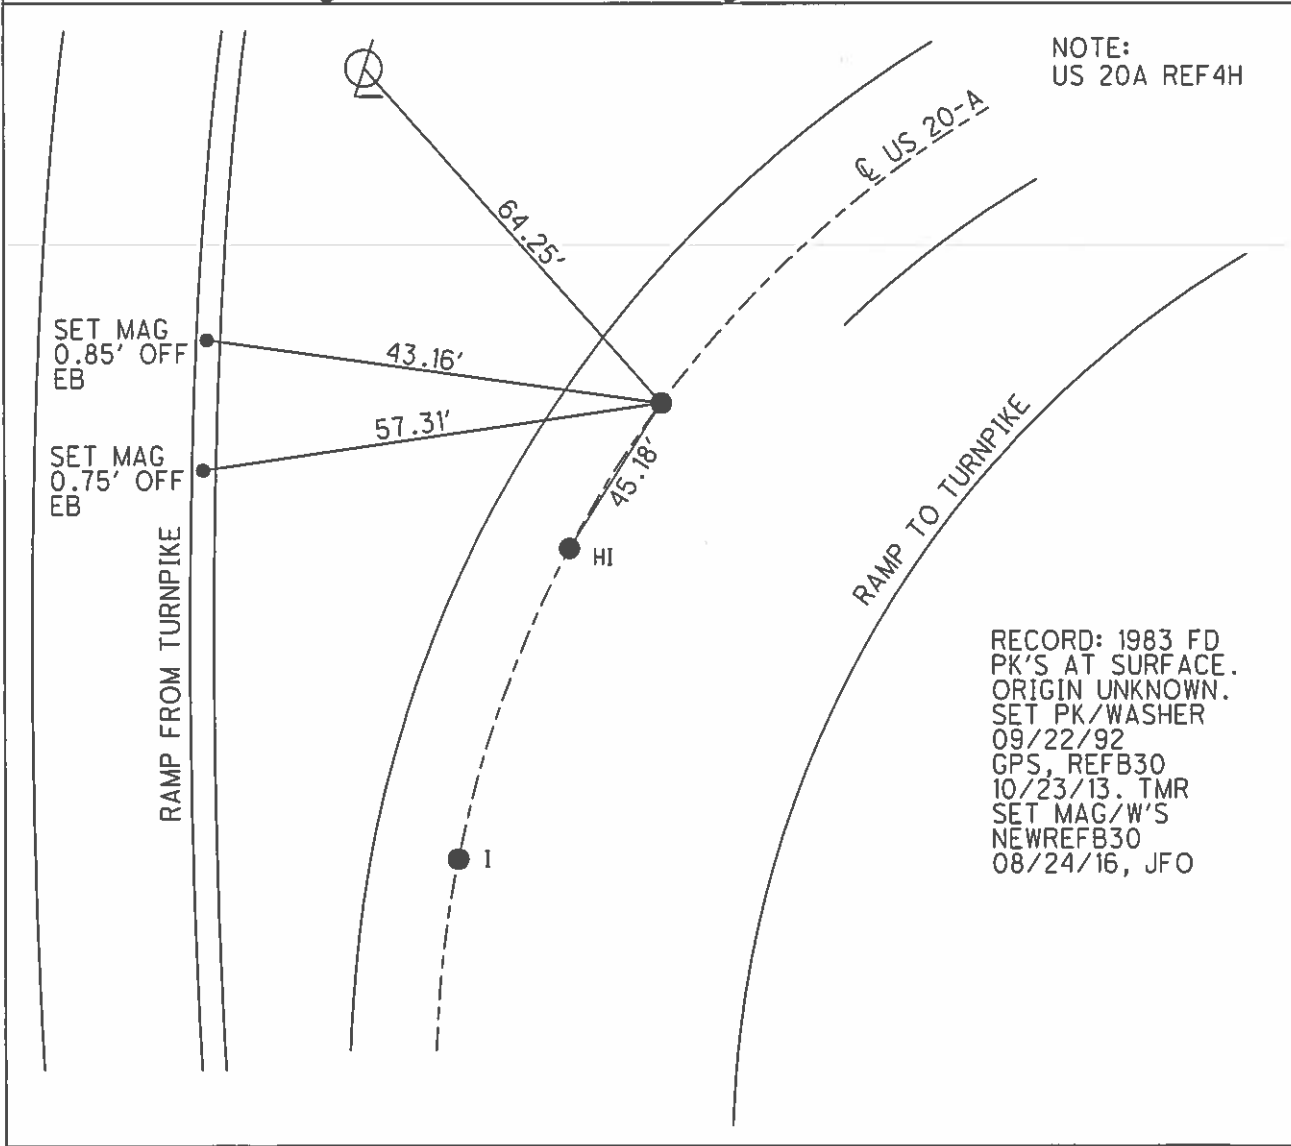 NOTE:
US 20A REF4H
℄ US 20-A
64.25'
SET MAG
0.85' OFF
EB
43.16'
57.31'
SET MAG
0.75' OFF
EB
45.18'
HI
RAMP TO TURNPIKE
RAMP FROM TURNPIKE
I
RECORD: 1983 FD
PK'S AT SURFACE.
ORIGIN UNKNOWN.
SET PK/WASHER
09/22/92
GPS, REFB30
10/23/13. TMR
SET MAG/W'S
NEWREFB30
08/24/16, JFO